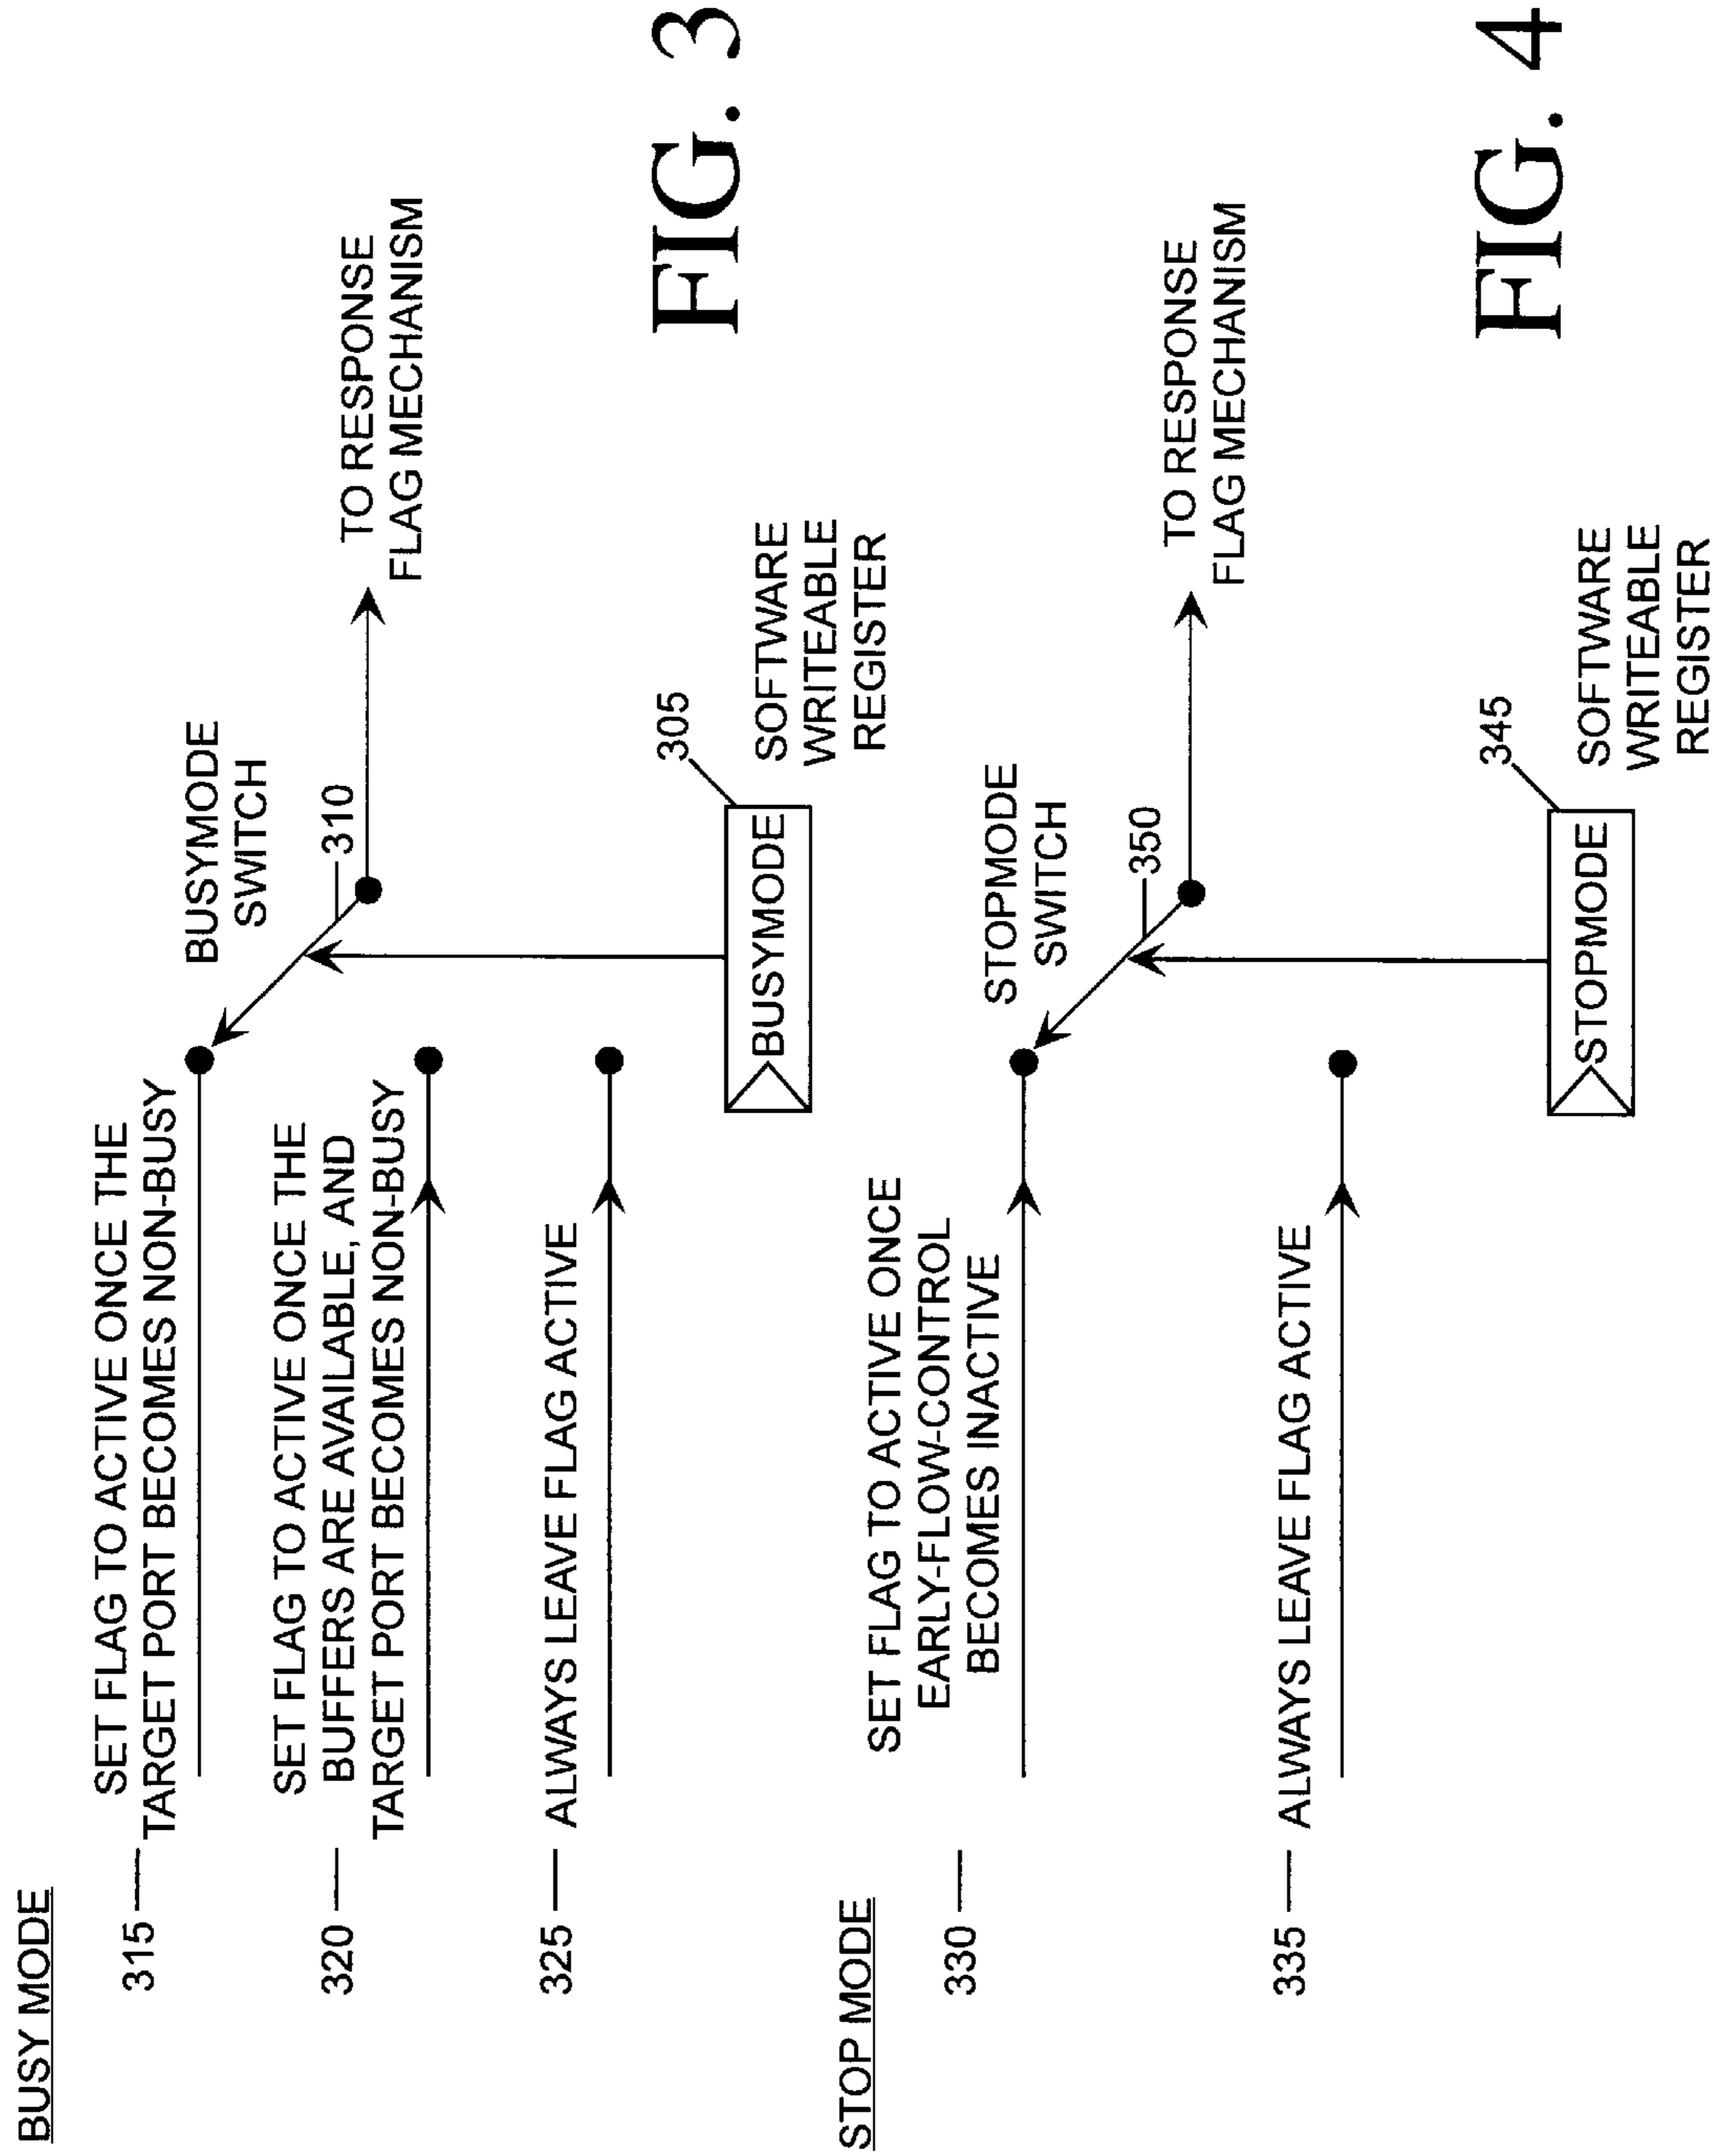 BUSY MODE
315
SET FLAG TO ACTIVE ONCE THE
TARGET PORT BECOMES NON-BUSY
320
SET FLAG TO ACTIVE ONCE THE
BUFFERS ARE AVAILABLE, AND
TARGET PORT BECOMES NON-BUSY
325
ALWAYS LEAVE FLAG ACTIVE
BUSYMODE
SWITCH
310
TO RESPONSE
FLAG MECHANISM
BUSYMODE
305
SOFTWARE
WRITEABLE
REGISTER
FIG. 3
STOP MODE
330
SET FLAG TO ACTIVE ONCE
EARLY-FLOW-CONTROL
BECOMES INACTIVE
335
ALWAYS LEAVE FLAG ACTIVE
STOPMODE
SWITCH
350
TO RESPONSE
FLAG MECHANISM
STOPMODE
345
SOFTWARE
WRITEABLE
REGISTER
FIG. 4